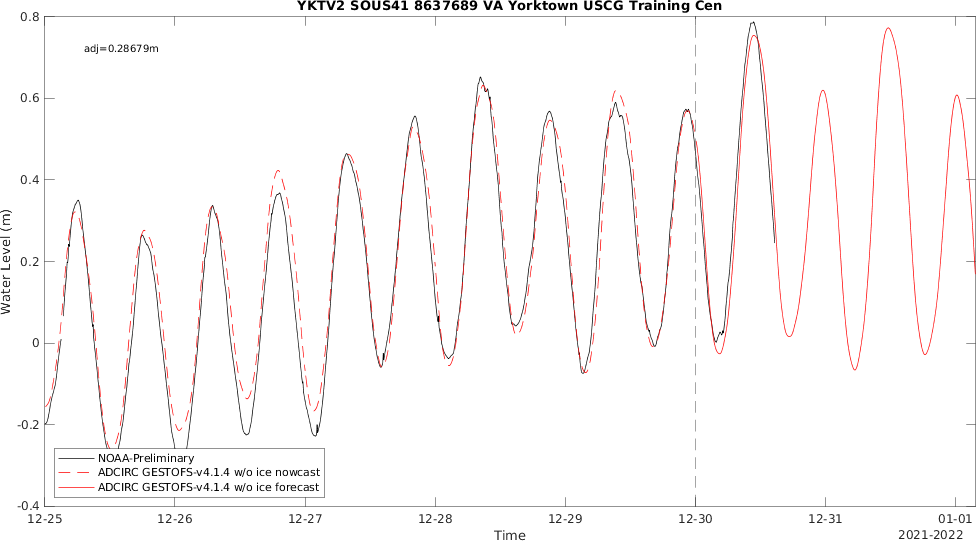 YKTV2 SOUS41 8637689 VA Yorktown USCG Training Cen
adj=0.28679m
0.8
0.6
0.4
0.2
0
-0.2
-0.4
Water Level (m)
NOAA-Preliminary
ADCIRC GESTOFS-v4.1.4 w/o ice nowcast
ADCIRC GESTOFS-v4.1.4 w/o ice forecast
12-25 12-26 12-27 12-28 12-29 12-30 12-31 01-01
Time
2021-2022